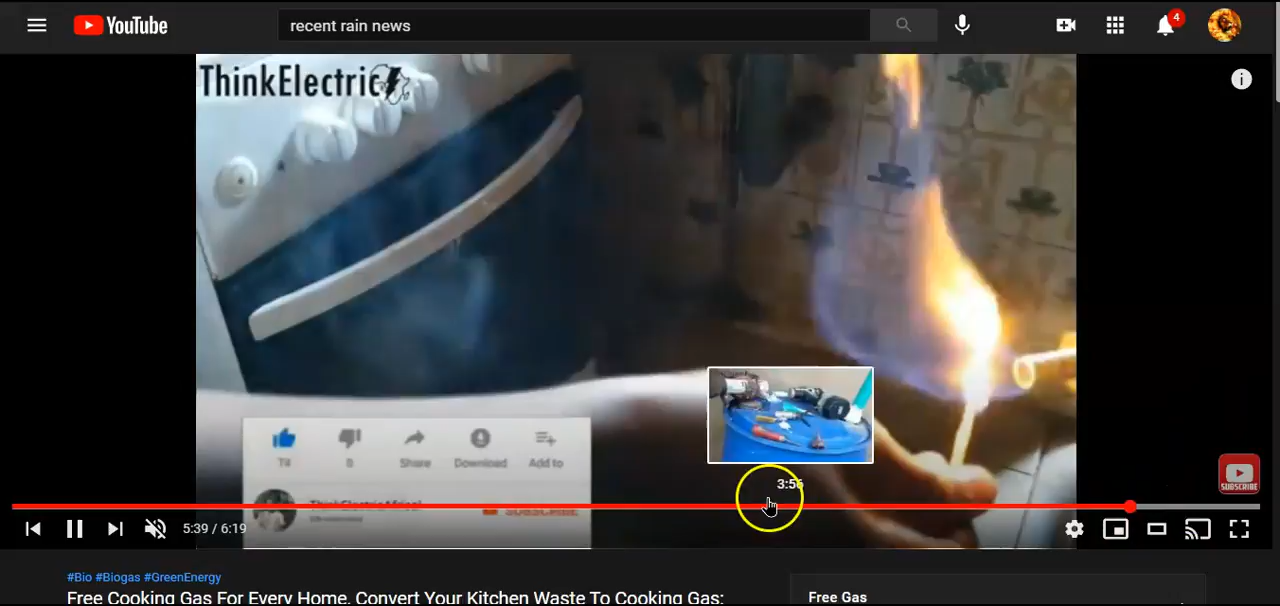 YouTube
recent rain news
4
ThinkElectric
i
74
0
Share
Download
Add to
ThinkElectricAfrica
SUBSCRIBE
3:56
SUBSCRIBE
5:39 / 6:19
#Bio #Biogas #GreenEnergy
Free Cooking Gas For Every Home. Convert Your Kitchen Waste To Cooking Gas:
Free Gas